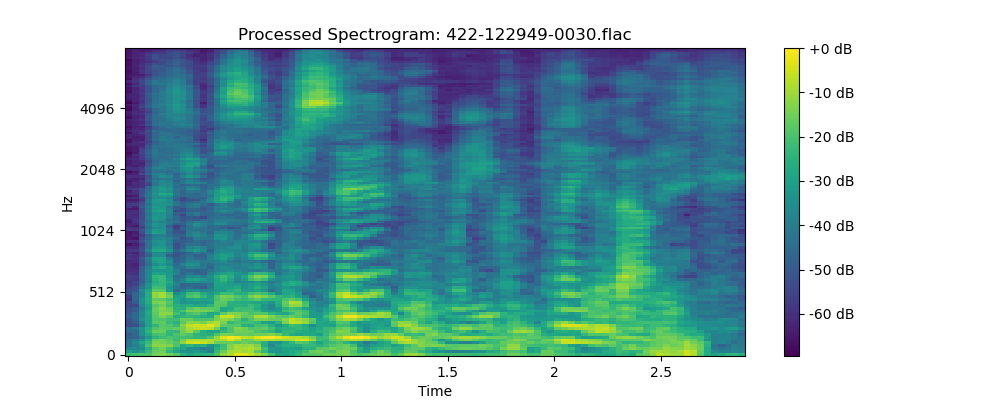 Processed Spectrogram: 422-122949-0030.flac
Hz
4096
2048
1024
512
0
0 0.5 1 1.5 2 2.5
Time
+0 dB
-10 dB
-20 dB
-30 dB
-40 dB
-50 dB
-60 dB